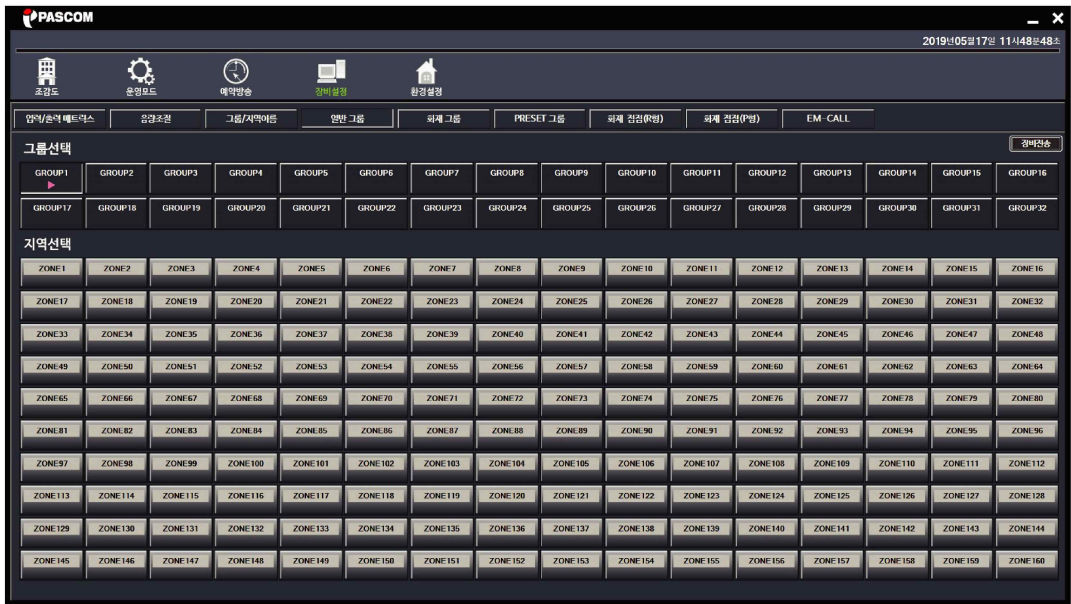 PASCOM
2019년05월17일 11시48분48초
조감도 운영모드 예약방송 장비설정 환경설정
입력/출력 매트릭스 음량조절 그룹/지역이름 일반 그룹 화재 그룹 PRESET 그룹 화재 접점(R형) 화재 접점(P형) EM-CALL
그룹선택 장비전송
GROUP1 GROUP2 GROUP3 GROUP4 GROUP5 GROUP6 GROUP7 GROUP8 GROUP9 GROUP10 GROUP11 GROUP12 GROUP13 GROUP14 GROUP15 GROUP16
GROUP17 GROUP18 GROUP19 GROUP20 GROUP21 GROUP22 GROUP23 GROUP24 GROUP25 GROUP26 GROUP27 GROUP28 GROUP29 GROUP30 GROUP31 GROUP32
지역선택
ZONE1 ZONE2 ZONE3 ZONE4 ZONE5 ZONE6 ZONE7 ZONE8 ZONE9 ZONE10 ZONE11 ZONE12 ZONE13 ZONE14 ZONE15 ZONE16
ZONE17 ZONE18 ZONE19 ZONE20 ZONE21 ZONE22 ZONE23 ZONE24 ZONE25 ZONE26 ZONE27 ZONE28 ZONE29 ZONE30 ZONE31 ZONE32
ZONE33 ZONE34 ZONE35 ZONE36 ZONE37 ZONE38 ZONE39 ZONE40 ZONE41 ZONE42 ZONE43 ZONE44 ZONE45 ZONE46 ZONE47 ZONE48
ZONE49 ZONE50 ZONE51 ZONE52 ZONE53 ZONE54 ZONE55 ZONE56 ZONE57 ZONE58 ZONE59 ZONE60 ZONE61 ZONE62 ZONE63 ZONE64
ZONE65 ZONE66 ZONE67 ZONE68 ZONE69 ZONE70 ZONE71 ZONE72 ZONE73 ZONE74 ZONE75 ZONE76 ZONE77 ZONE78 ZONE79 ZONE80
ZONE81 ZONE82 ZONE83 ZONE84 ZONE85 ZONE86 ZONE87 ZONE88 ZONE89 ZONE90 ZONE91 ZONE92 ZONE93 ZONE94 ZONE95 ZONE96
ZONE97 ZONE98 ZONE99 ZONE100 ZONE101 ZONE102 ZONE103 ZONE104 ZONE105 ZONE106 ZONE107 ZONE108 ZONE109 ZONE110 ZONE111 ZONE112
ZONE113 ZONE114 ZONE115 ZONE116 ZONE117 ZONE118 ZONE119 ZONE120 ZONE121 ZONE122 ZONE123 ZONE124 ZONE125 ZONE126 ZONE127 ZONE128
ZONE129 ZONE130 ZONE131 ZONE132 ZONE133 ZONE134 ZONE135 ZONE136 ZONE137 ZONE138 ZONE139 ZONE140 ZONE141 ZONE142 ZONE143 ZONE144
ZONE145 ZONE146 ZONE147 ZONE148 ZONE149 ZONE150 ZONE151 ZONE152 ZONE153 ZONE154 ZONE155 ZONE156 ZONE157 ZONE158 ZONE159 ZONE160